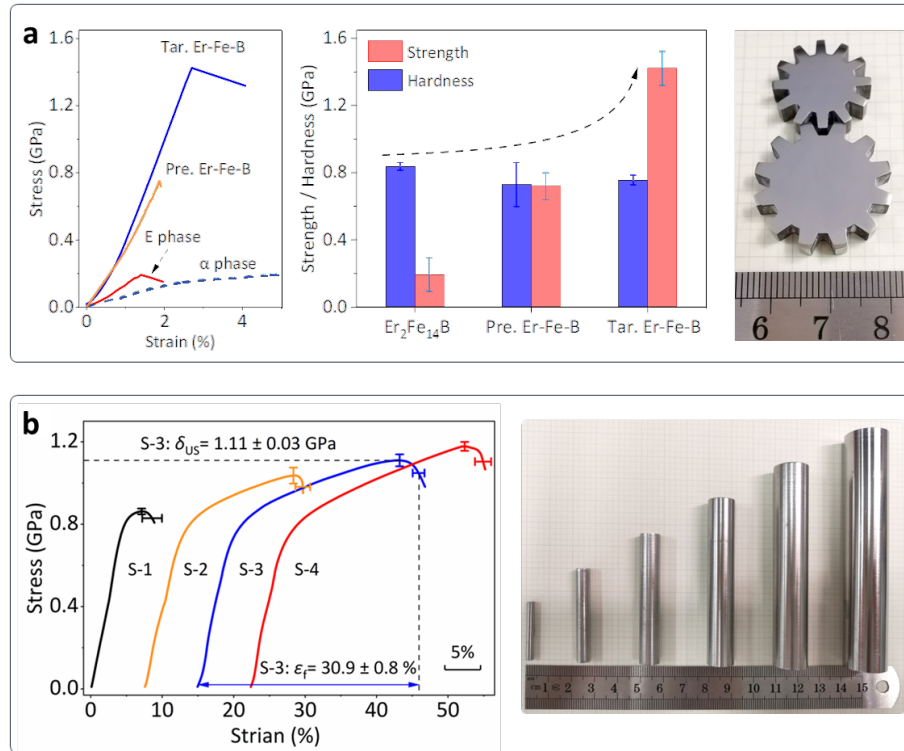 a
Tar. Er-Fe-B
Pre. Er-Fe-B
E phase
α phase
Stress (GPa)
1.6
1.2
0.8
0.4
0.0
0 2 4
Strain (%)
Strength
Hardness
Strength / Hardness (GPa)
1.6
1.2
0.8
0.4
0.0
Er₂Fe₁₄B Pre. Er-Fe-B Tar. Er-Fe-B
6 7 8
b
S-3: δ_US= 1.11 ± 0.03 GPa
Stress (GPa)
1.2
0.8
0.4
0.0
S-1 S-2 S-3 S-4
5%
S-3: ε_f= 30.9 ± 0.8 %
0 10 20 30 40 50
Strian (%)
1 2 3 4 5 6 7 8 9 10 11 12 13 14 15